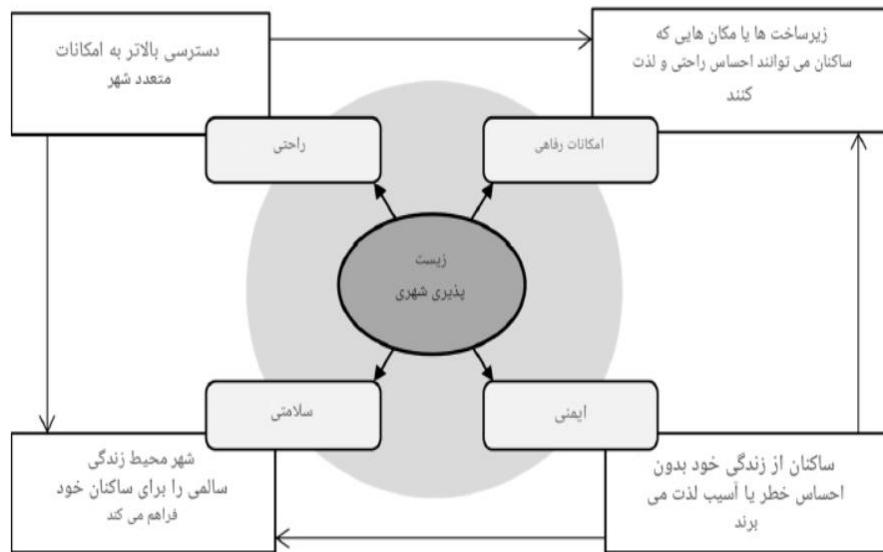 دسترسی بالاتر به امکانات
متعدد شهر
زیرساخت ها یا مکان هایی که
ساکنان می توانند احساس راحتی و لذت
کنند
راحتی
امکانات رفاهی
زیست
پذیری شهری
سلامتی
ایمنی
شهر محیط زندگی
سالمی را برای ساکنان خود
فراهم می کند
ساکنان از زندگی خود بدون
احساس خطر یا آسیب لذت می
برند